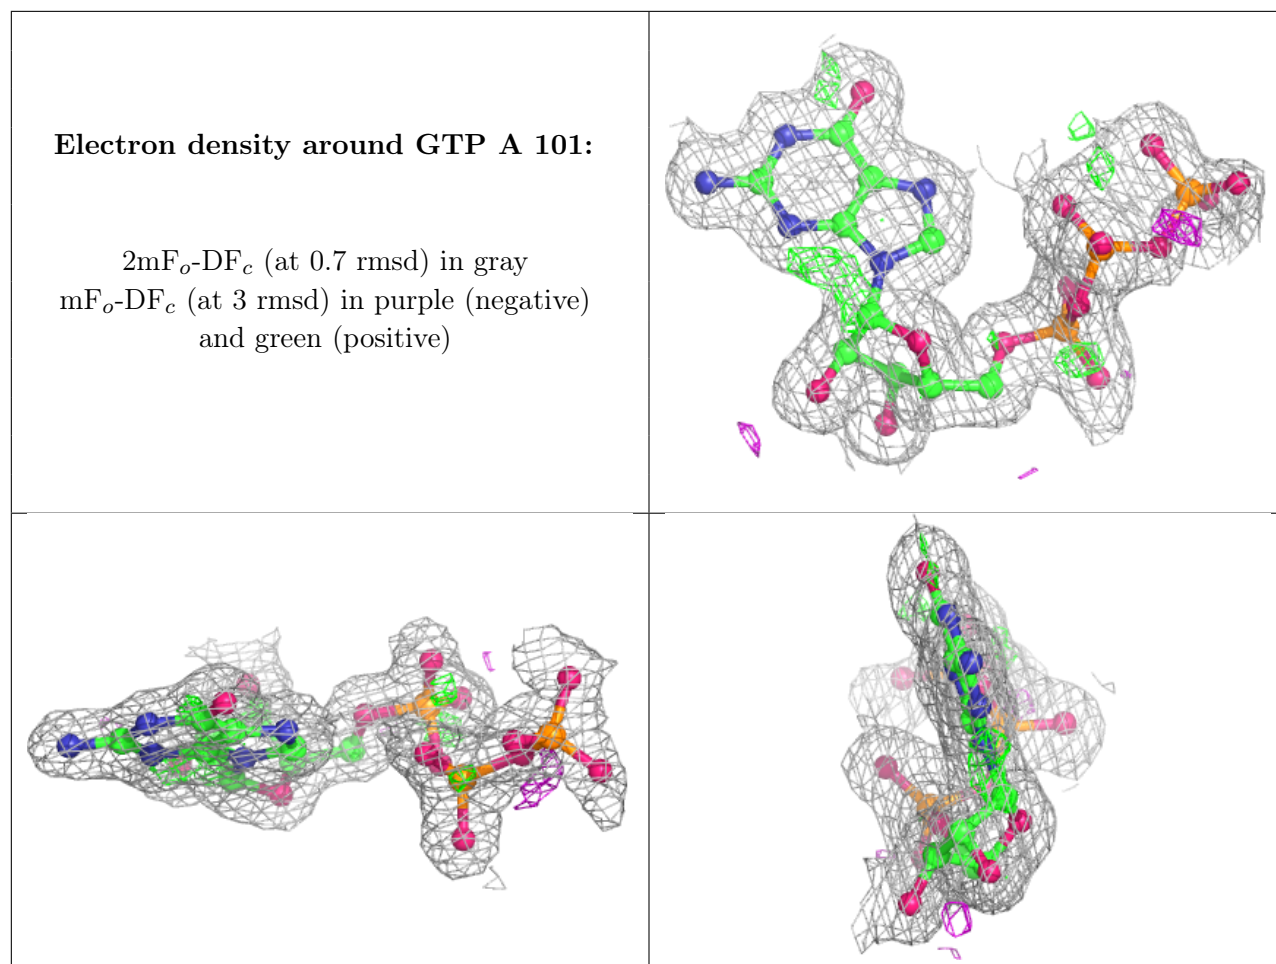 Electron density around GTP A 101:
2mFo-DFc (at 0.7 rmsd) in gray
mFo-DFc (at 3 rmsd) in purple (negative)
and green (positive)